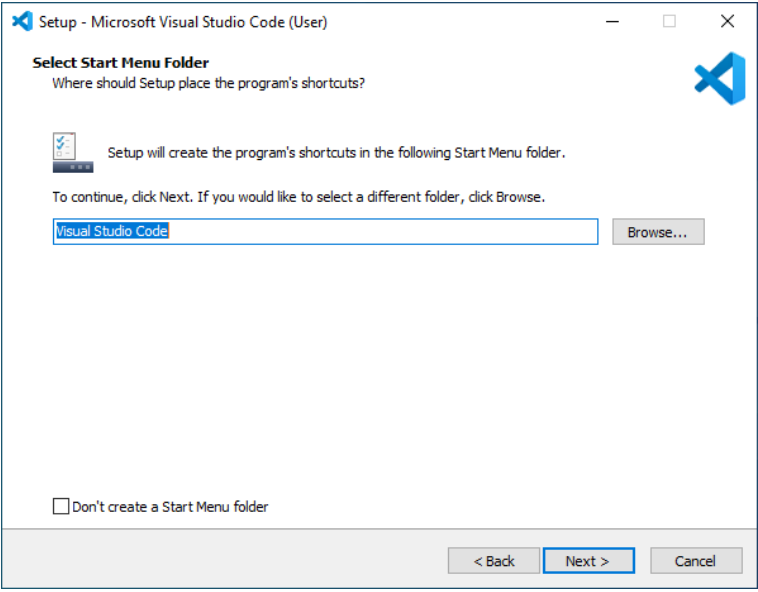 Setup - Microsoft Visual Studio Code (User)
Select Start Menu Folder
Where should Setup place the program's shortcuts?
Setup will create the program's shortcuts in the following Start Menu folder.
To continue, click Next. If you would like to select a different folder, click Browse.
Visual Studio Code
Browse...
Don't create a Start Menu folder
< Back
Next >
Cancel